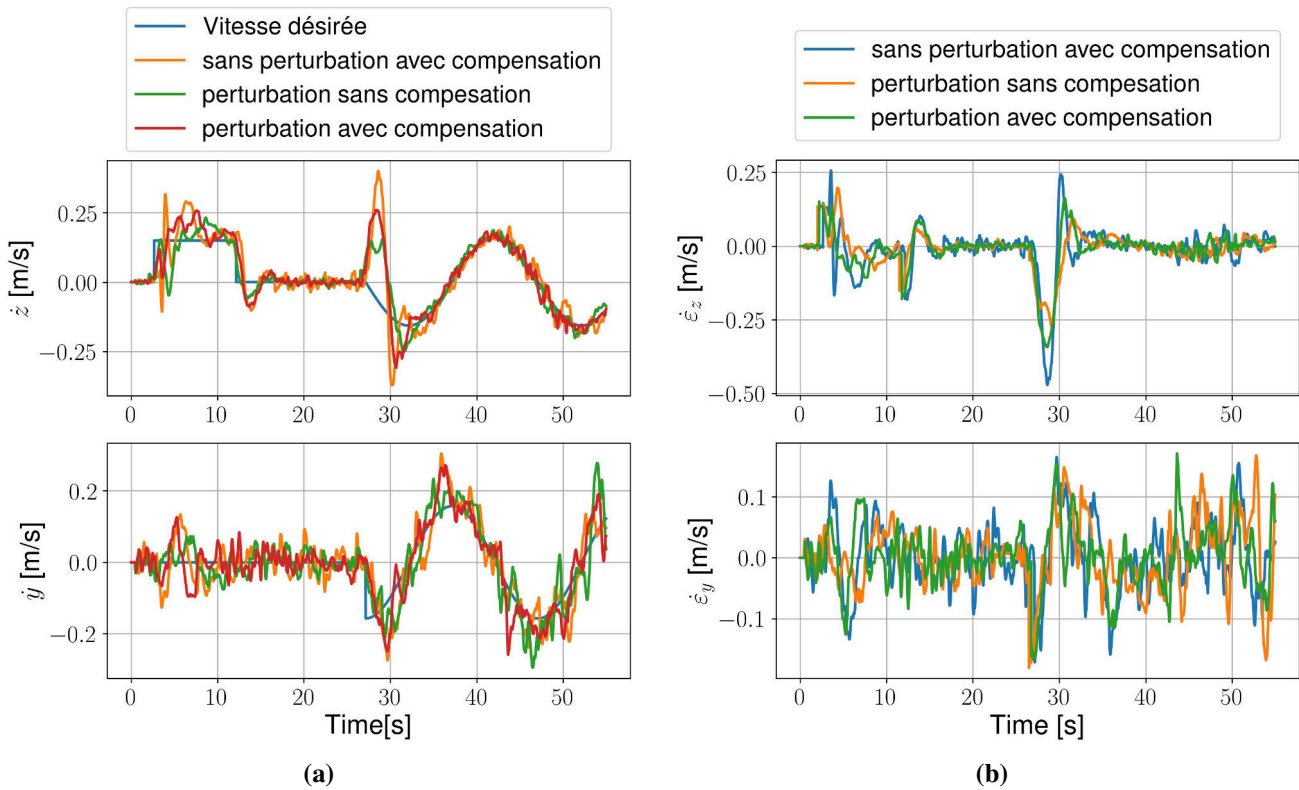 Vitesse désirée
sans perturbation avec compensation
perturbation sans compesation
perturbation avec compensation
ż [m/s]
0.25
0.00
−0.25
0 10 20 30 40 50
ẏ [m/s]
0.2
0.0
−0.2
0 10 20 30 40 50
Time[s]
(a)
sans perturbation avec compensation
perturbation sans compesation
perturbation avec compensation
ε̇z [m/s]
0.25
0.00
−0.25
−0.50
0 10 20 30 40 50
ε̇y [m/s]
0.1
0.0
−0.1
0 10 20 30 40 50
Time [s]
(b)